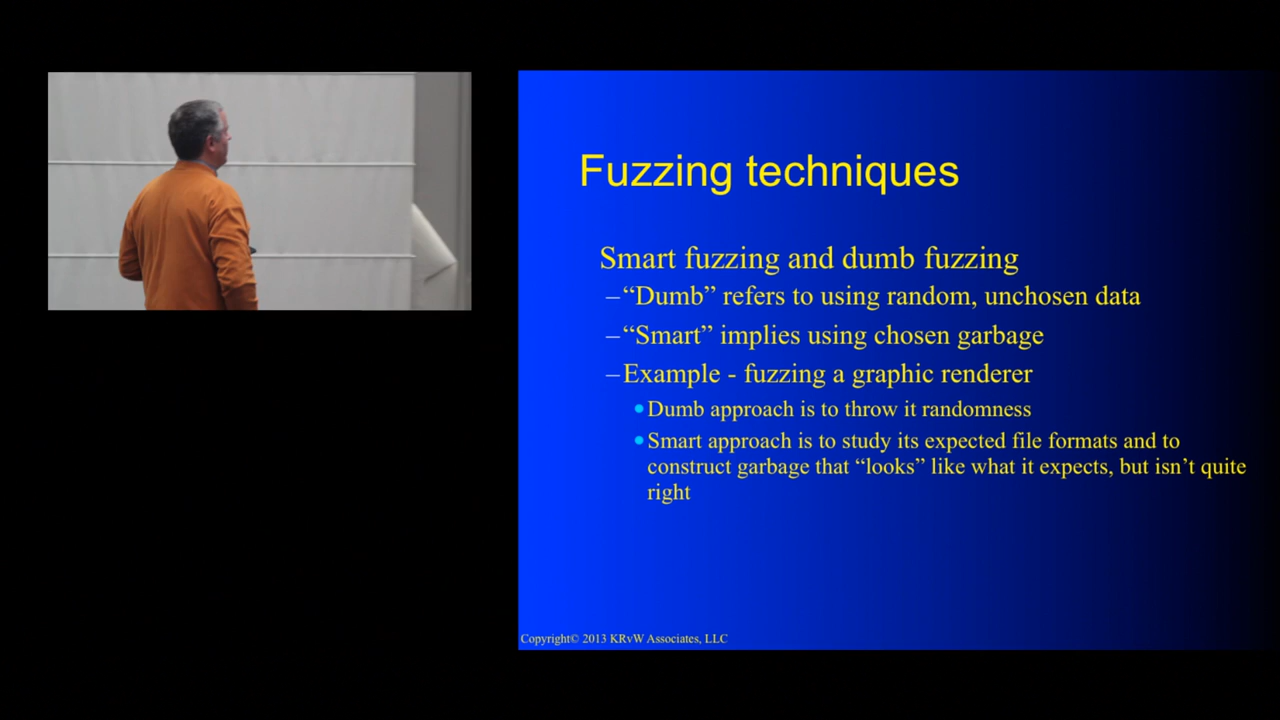 Fuzzing techniques
Smart fuzzing and dumb fuzzing
–“Dumb” refers to using random, unchosen data
–“Smart” implies using chosen garbage
–Example - fuzzing a graphic renderer
•Dumb approach is to throw it randomness
•Smart approach is to study its expected file formats and to
construct garbage that “looks” like what it expects, but isn’t quite
right
Copyright© 2013 KRvW Associates, LLC